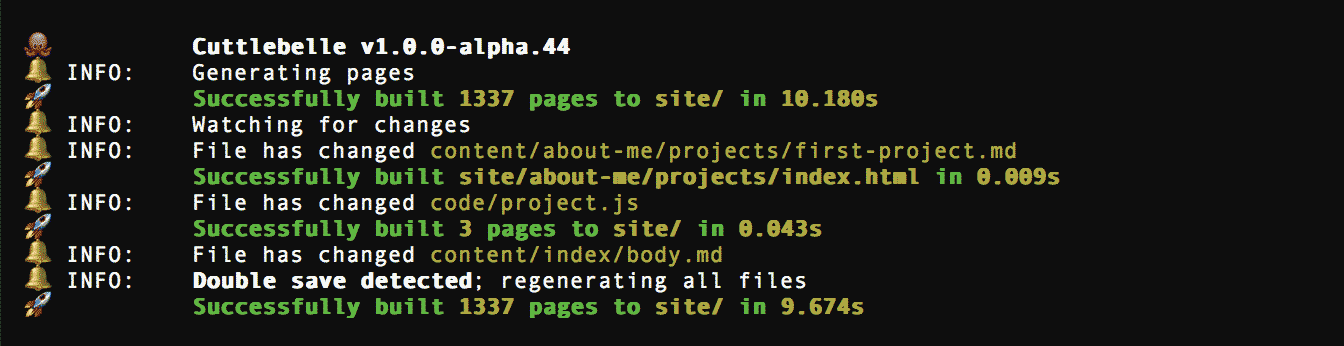 Cuttlebelle v1.0.0-alpha.44
INFO: Generating pages
Successfully built 1337 pages to site/ in 10.180s
INFO: Watching for changes
INFO: File has changed content/about-me/projects/first-project.md
Successfully built site/about-me/projects/index.html in 0.009s
INFO: File has changed code/project.js
Successfully built 3 pages to site/ in 0.043s
INFO: File has changed content/index/body.md
INFO: Double save detected; regenerating all files
Successfully built 1337 pages to site/ in 9.674s